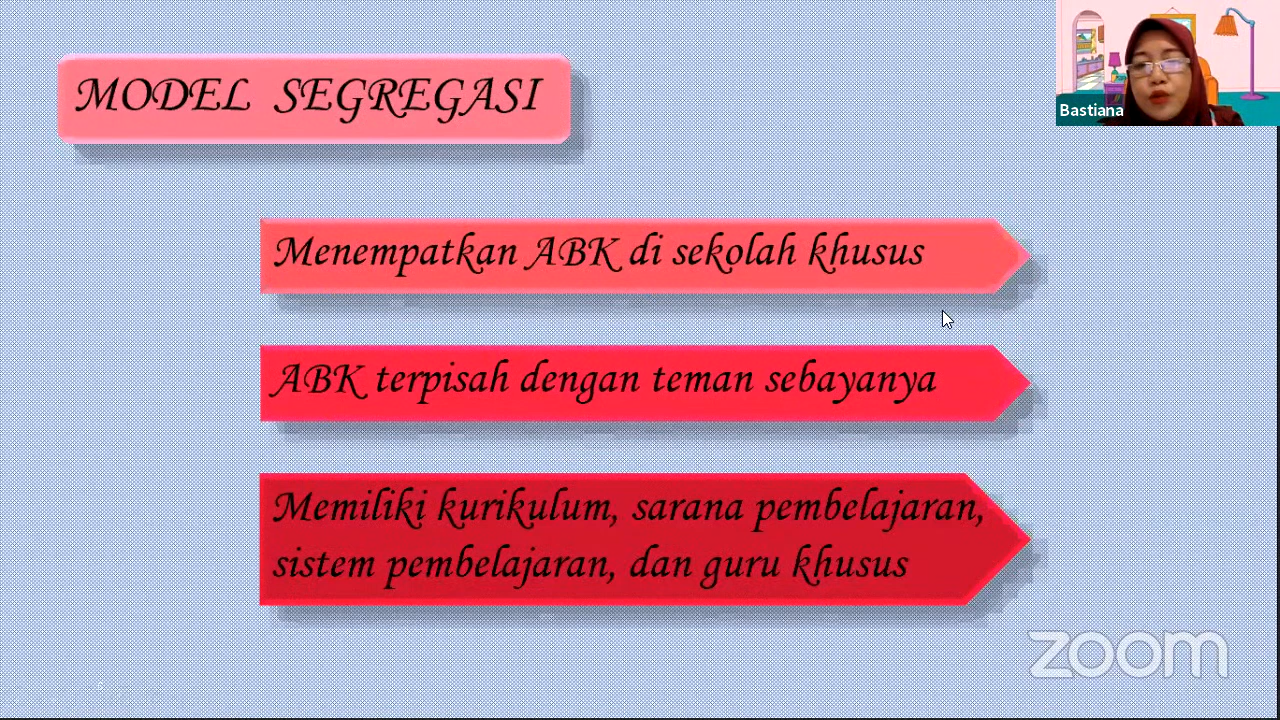 MODEL SEGREGASI
Bastiana
Menempatkan ABK di sekolah khusus
ABK terpisah dengan teman sebayanya
Memiliki kurikulum, sarana pembelajaran,
sistem pembelajaran, dan guru khusus
zoom